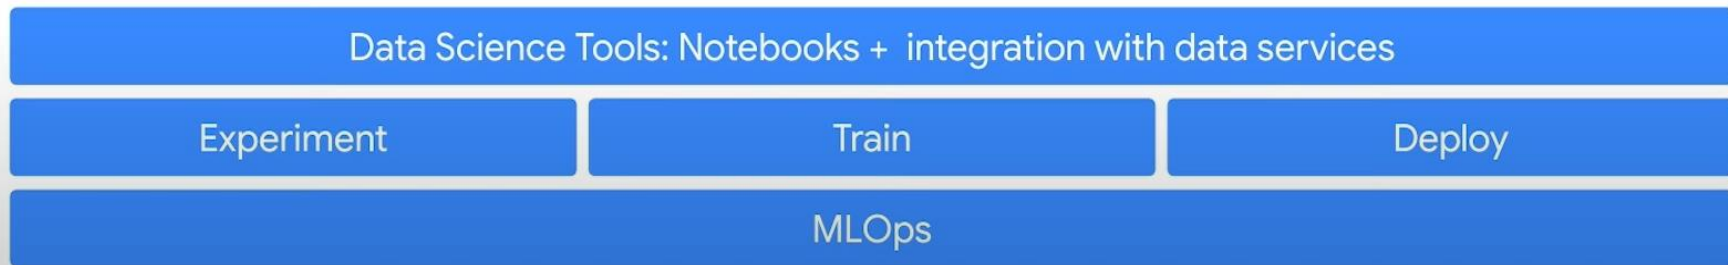 Data Science Tools: Notebooks + integration with data services
Experiment
Train
Deploy
MLOps